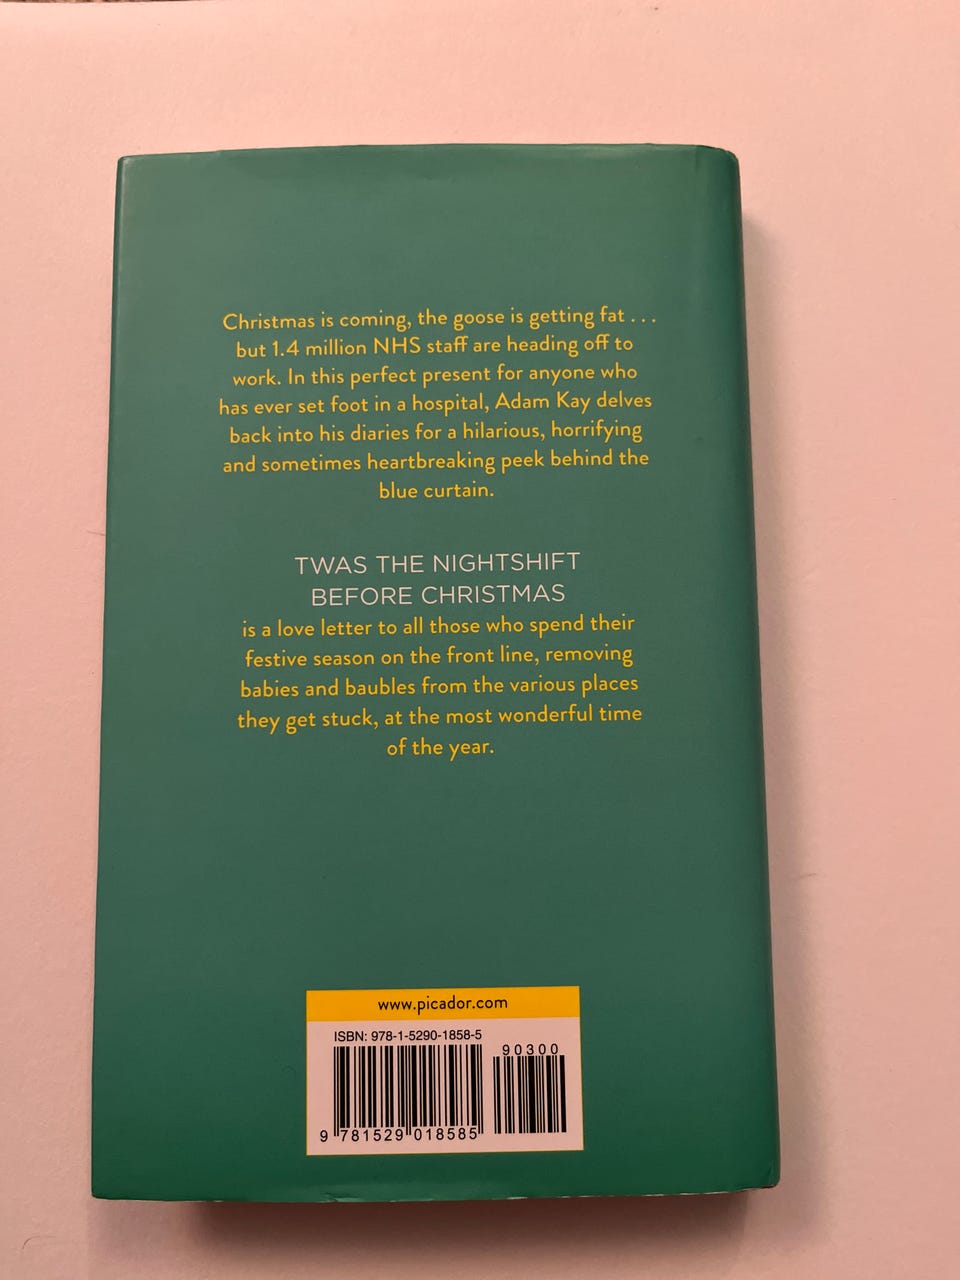 Christmas is coming, the goose is getting fat . . .
but 1.4 million NHS staff are heading off to
work. In this perfect present for anyone who
has ever set foot in a hospital, Adam Kay delves
back into his diaries for a hilarious, horrifying
and sometimes heartbreaking peek behind the
blue curtain.
TWAS THE NIGHTSHIFT
BEFORE CHRISTMAS
is a love letter to all those who spend their
festive season on the front line, removing
babies and baubles from the various places
they get stuck, at the most wonderful time
of the year.
www.picador.com
ISBN: 978-1-5290-1858-5
90300
9 781529 018585